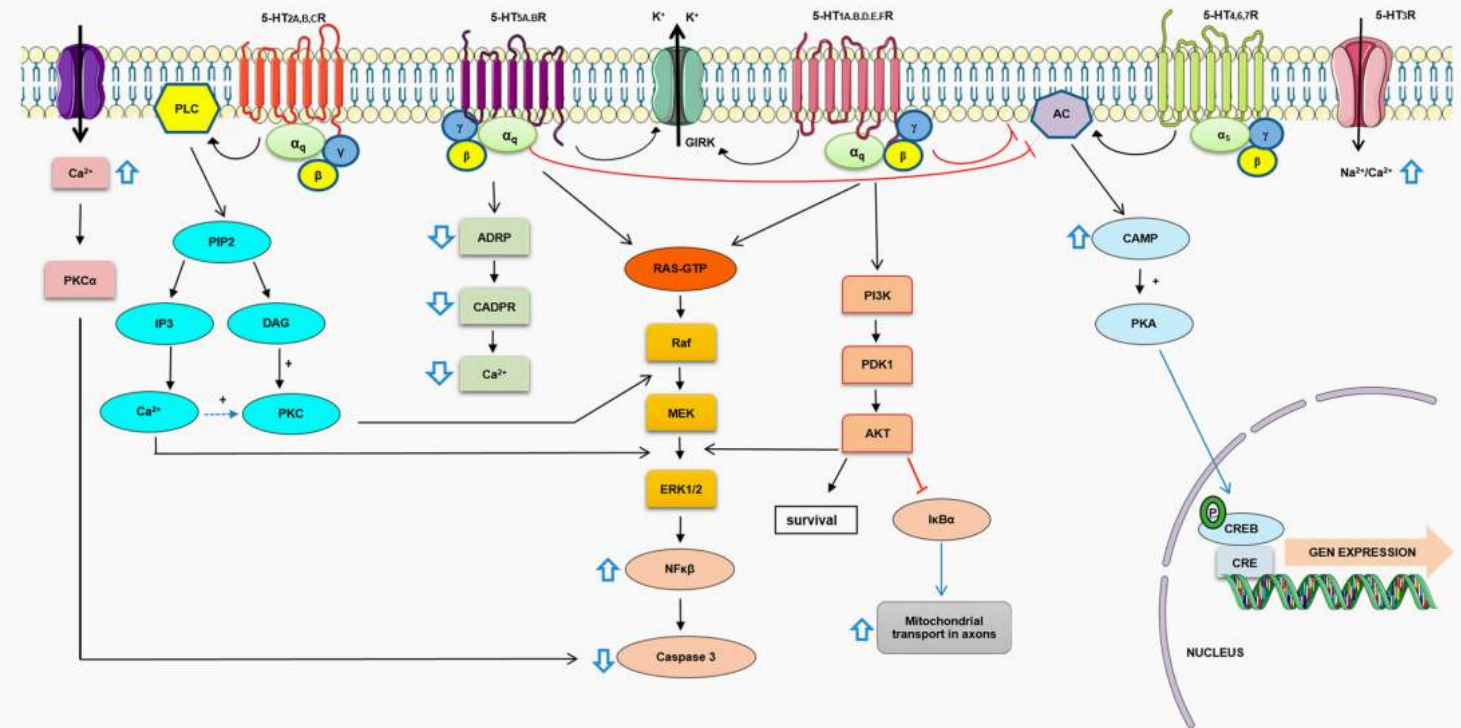 5-HT2A,B,CR
5-HT5A.BR
K+ K+
5-HT1A.B.D.E.FR
5-HT4,6,7R
5-HT3R
PLC
αq
γ
β
γ
β
αq
GIRK
αq
γ
β
AC
αs
γ
β
Ca2+
Na2+/Ca2+
PIP2
ADRP
CAMP
PKCα
RAS-GTP
+
IP3
DAG
CADPR
PI3K
PKA
+
Raf
Ca2+
PDK1
Ca2+
+
PKC
MEK
AKT
ERK1/2
survival
IκBα
P
CREB
NFκβ
CRE
GEN EXPRESSION
Mitochondrial
transport in axons
Caspase 3
NUCLEUS